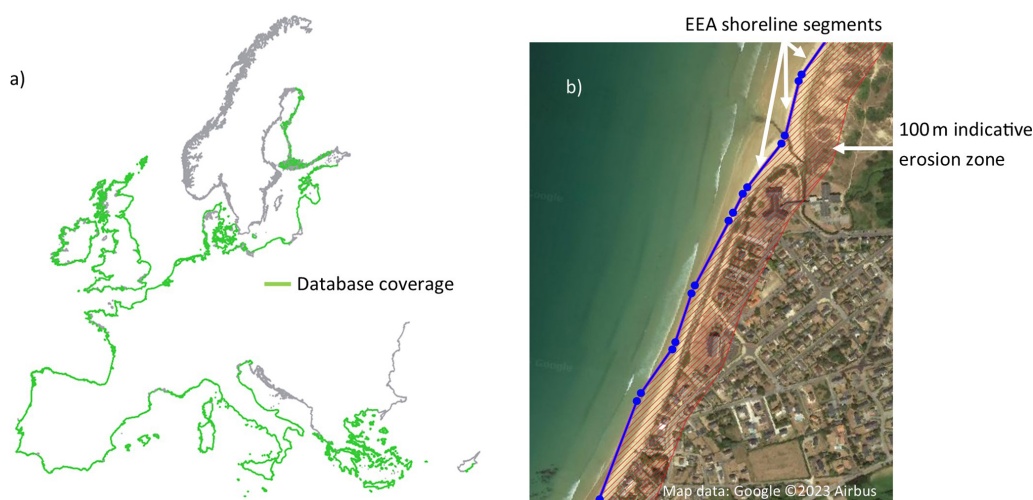 a)
Database coverage
EEA shoreline segments
b)
100 m indicative
erosion zone
Google
Google
Map data: Google ©2023 Airbus